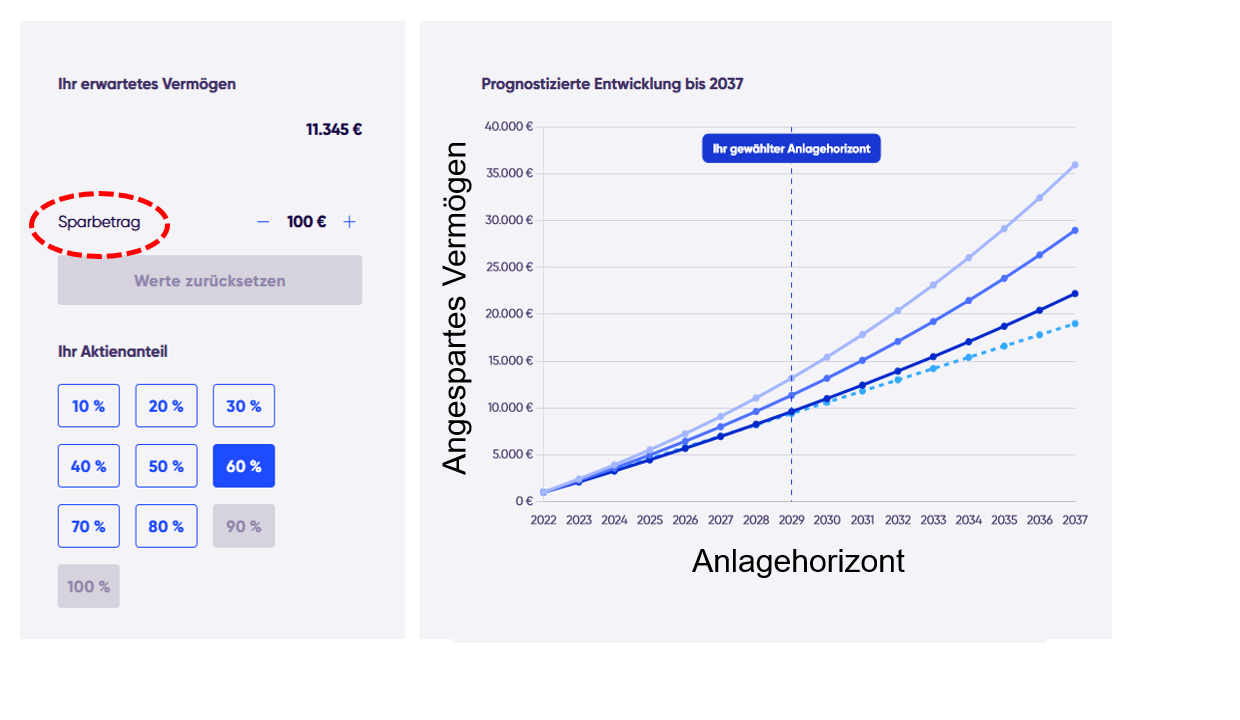 Ihr erwartetes Vermögen
11.345 €
Sparbetrag
− 100 € +
Werte zurücksetzen
Ihr Aktienanteil
10 % 20 % 30 %
40 % 50 % 60 %
70 % 80 % 90 %
100 %
Prognostizierte Entwicklung bis 2037
Angespartes Vermögen
40.000 €
35.000 €
30.000 €
25.000 €
20.000 €
15.000 €
10.000 €
5.000 €
0 €
Ihr gewählter Anlagehorizont
2022 2023 2024 2025 2026 2027 2028 2029 2030 2031 2032 2033 2034 2035 2036 2037
Anlagehorizont